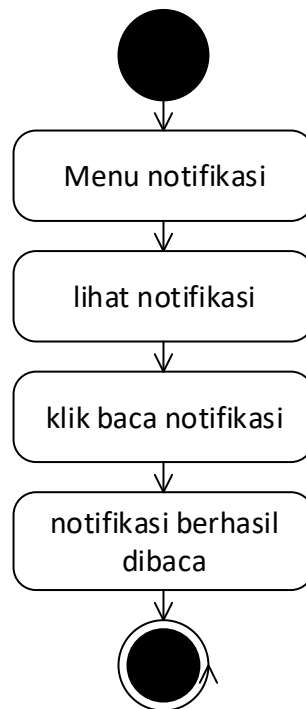 Menu notifikasi
lihat notifikasi
klik baca notifikasi
notifikasi berhasil
dibaca